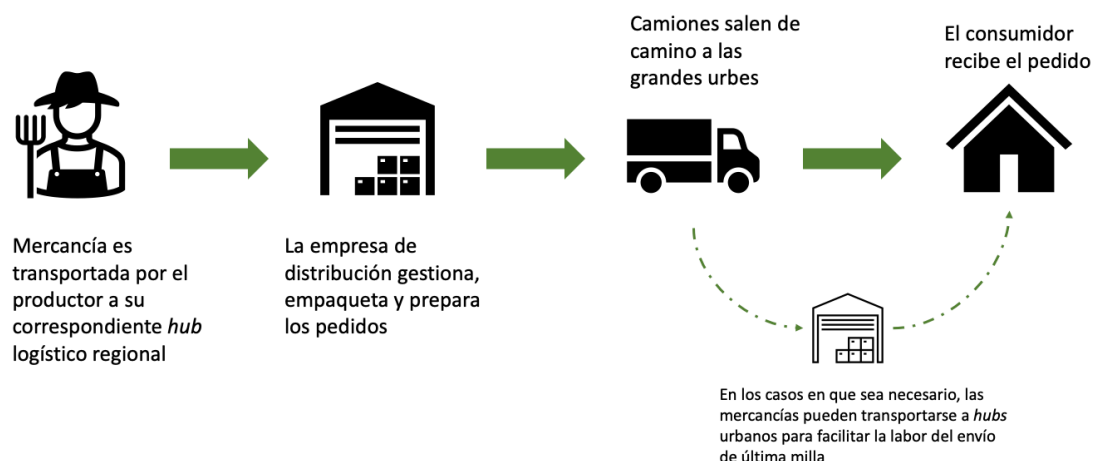 Mercancía es
transportada por el
productor a su
correspondiente hub
logístico regional
La empresa de
distribución gestiona,
empaqueta y prepara
los pedidos
Camiones salen de
camino a las
grandes urbes
El consumidor
recibe el pedido
En los casos en que sea necesario, las
mercancías pueden transportarse a hubs
urbanos para facilitar la labor del envío
de última milla